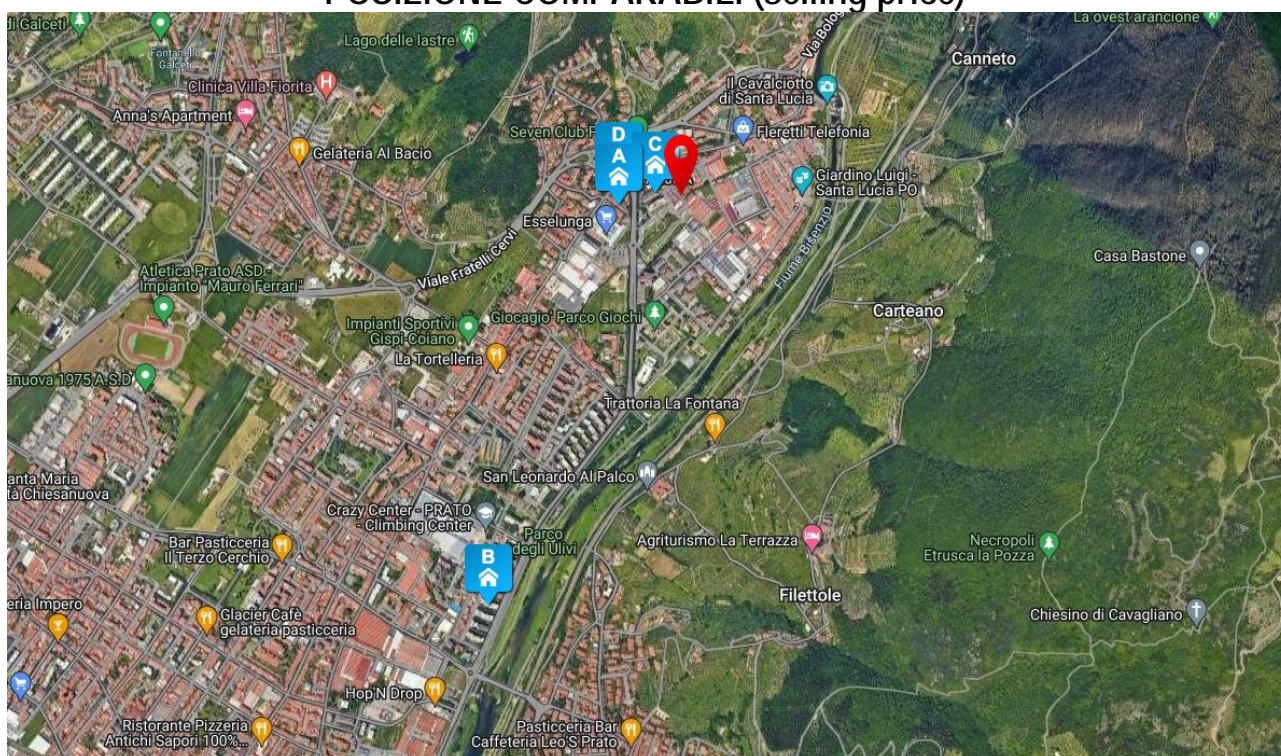 POSIZIONE COMPARABILI (selling price)
di Galceti
Lago delle lastre
La ovest arancione
Via Bolog
Fontanelle
Galceti
Canneto
Clinica Villa Fiorita
Il Cavalciotto
di Santa Lucia
Anna's Apartment
Seven Club P
D
Fleretti Telefonia
C
Gelateria Al Bacio
A
Giardino Luigi -
Santa Lucia PO
Esselunga
Fiume Bisenzio
Viale Fratelli Cervi
Casa Bastone
Atletica Prato ASD -
Impianto "Mauro Ferrari"
Carteano
Giocagio' Parco Giochi
Impianti Sportivi
Gispi Coiano
La Tortelleria
anuova 1975 A.S.D
Trattoria La Fontana
San Leonardo Al Palco
anta Maria
tà Chiesanuova
Crazy Center - PRATO
- Climbing Center
Parco
degli Ulivi
Bar Pasticceria
Il Terzo Cerchio
Agriturismo La Terrazza
Necropoli
Etrusca la Pozza
B
Filettole
eria Impero
Glacier Cafè
gelateria pasticceria
Chiesino di Cavagliano
Hop'N Drop
Ristorante Pizzeria
Antichi Sapori 100%...
Pasticceria Bar
Caffeteria Leo'S Prato